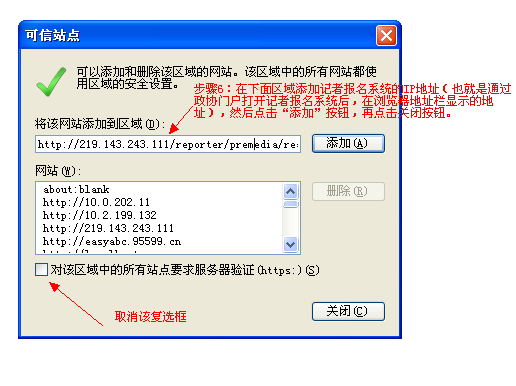 可信站点
可以添加和删除该区域的网站。该区域中的所有网站都使
用区域的安全设置。
步骤6：在下面区域添加记者报名系统的IP地址（也就是通过
政协门户打开记者报名系统后，在浏览器地址栏显示的地
址），然后点击“添加”按钮，再点击关闭按钮。
将该网站添加到区域(D):
http://219.143.243.111/reporter/premedia/re
添加(A)
网站(W):
about:blank
http://10.0.202.11
http://10.2.199.132
http://219.143.243.111
http://easyabc.95599.cn
删除(R)
对该区域中的所有站点要求服务器验证(https:)(S)
取消该复选框
关闭(C)